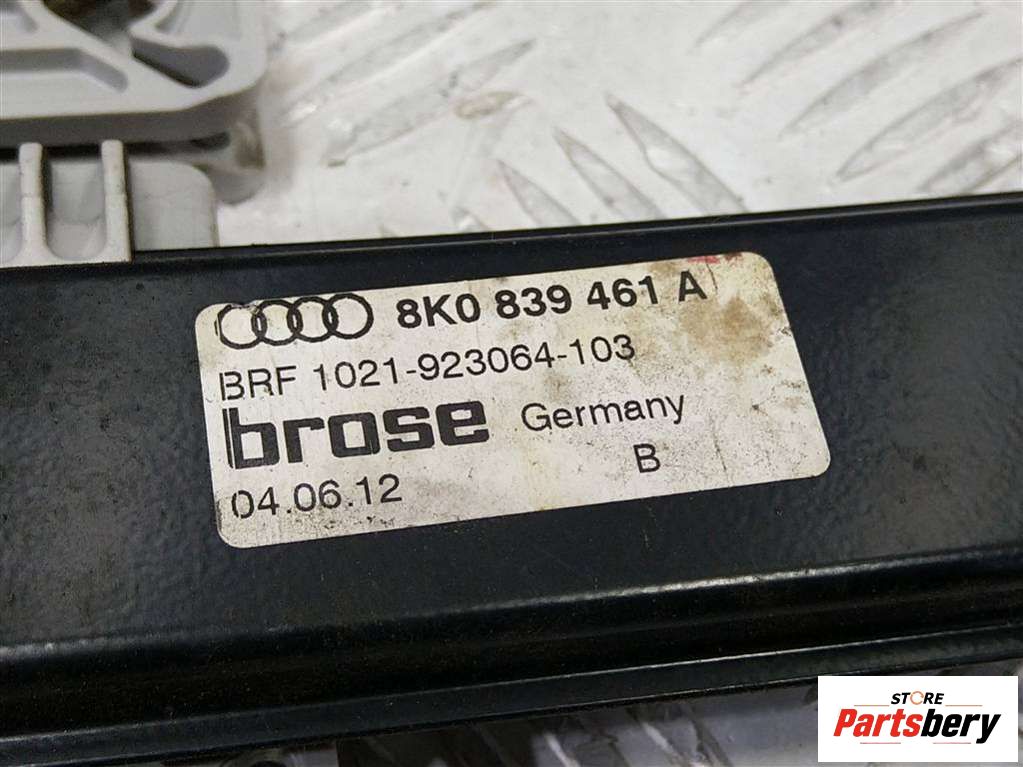 8K0 839 461 A
BRF 1021-923064-103
brose Germany
04.06.12 B
STORE
Partsbery